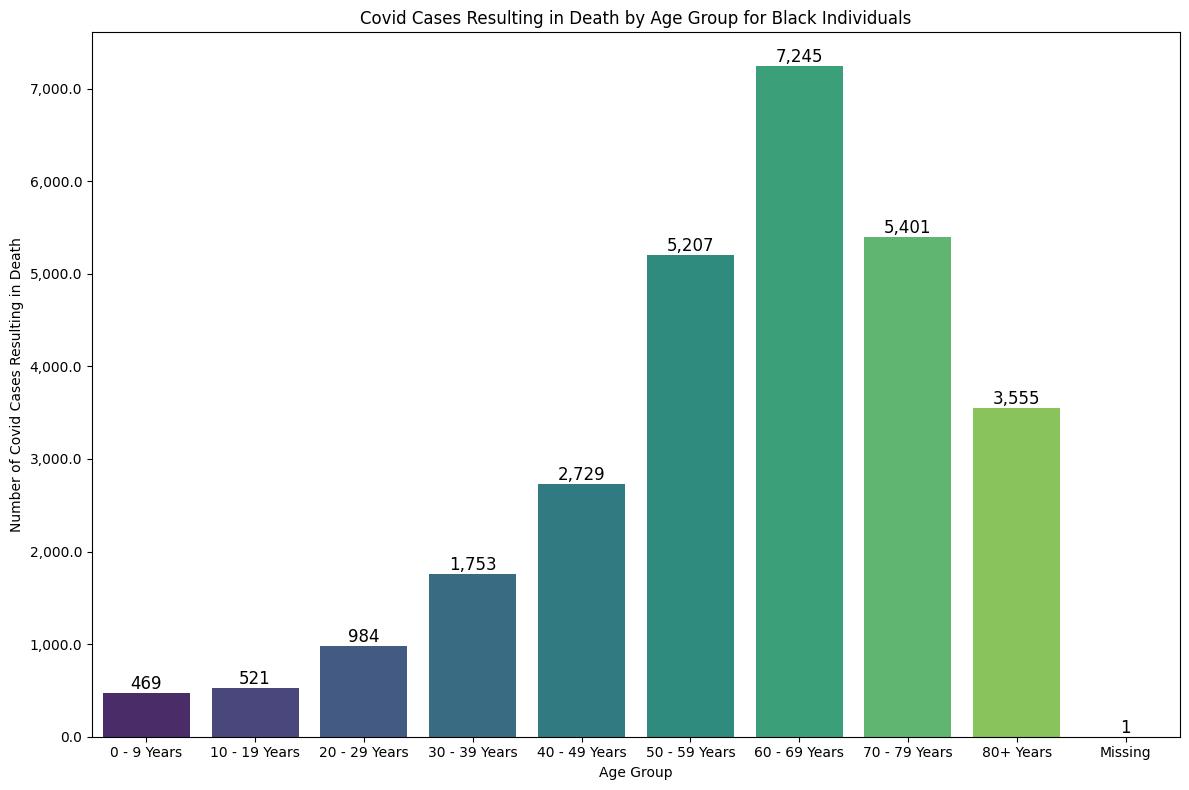 Covid Cases Resulting in Death by Age Group for Black Individuals
Number of Covid Cases Resulting in Death
7,000.0
6,000.0
5,000.0
4,000.0
3,000.0
2,000.0
1,000.0
0.0
469
521
984
1,753
2,729
5,207
7,245
5,401
3,555
1
0 - 9 Years
10 - 19 Years
20 - 29 Years
30 - 39 Years
40 - 49 Years
50 - 59 Years
60 - 69 Years
70 - 79 Years
80+ Years
Missing
Age Group